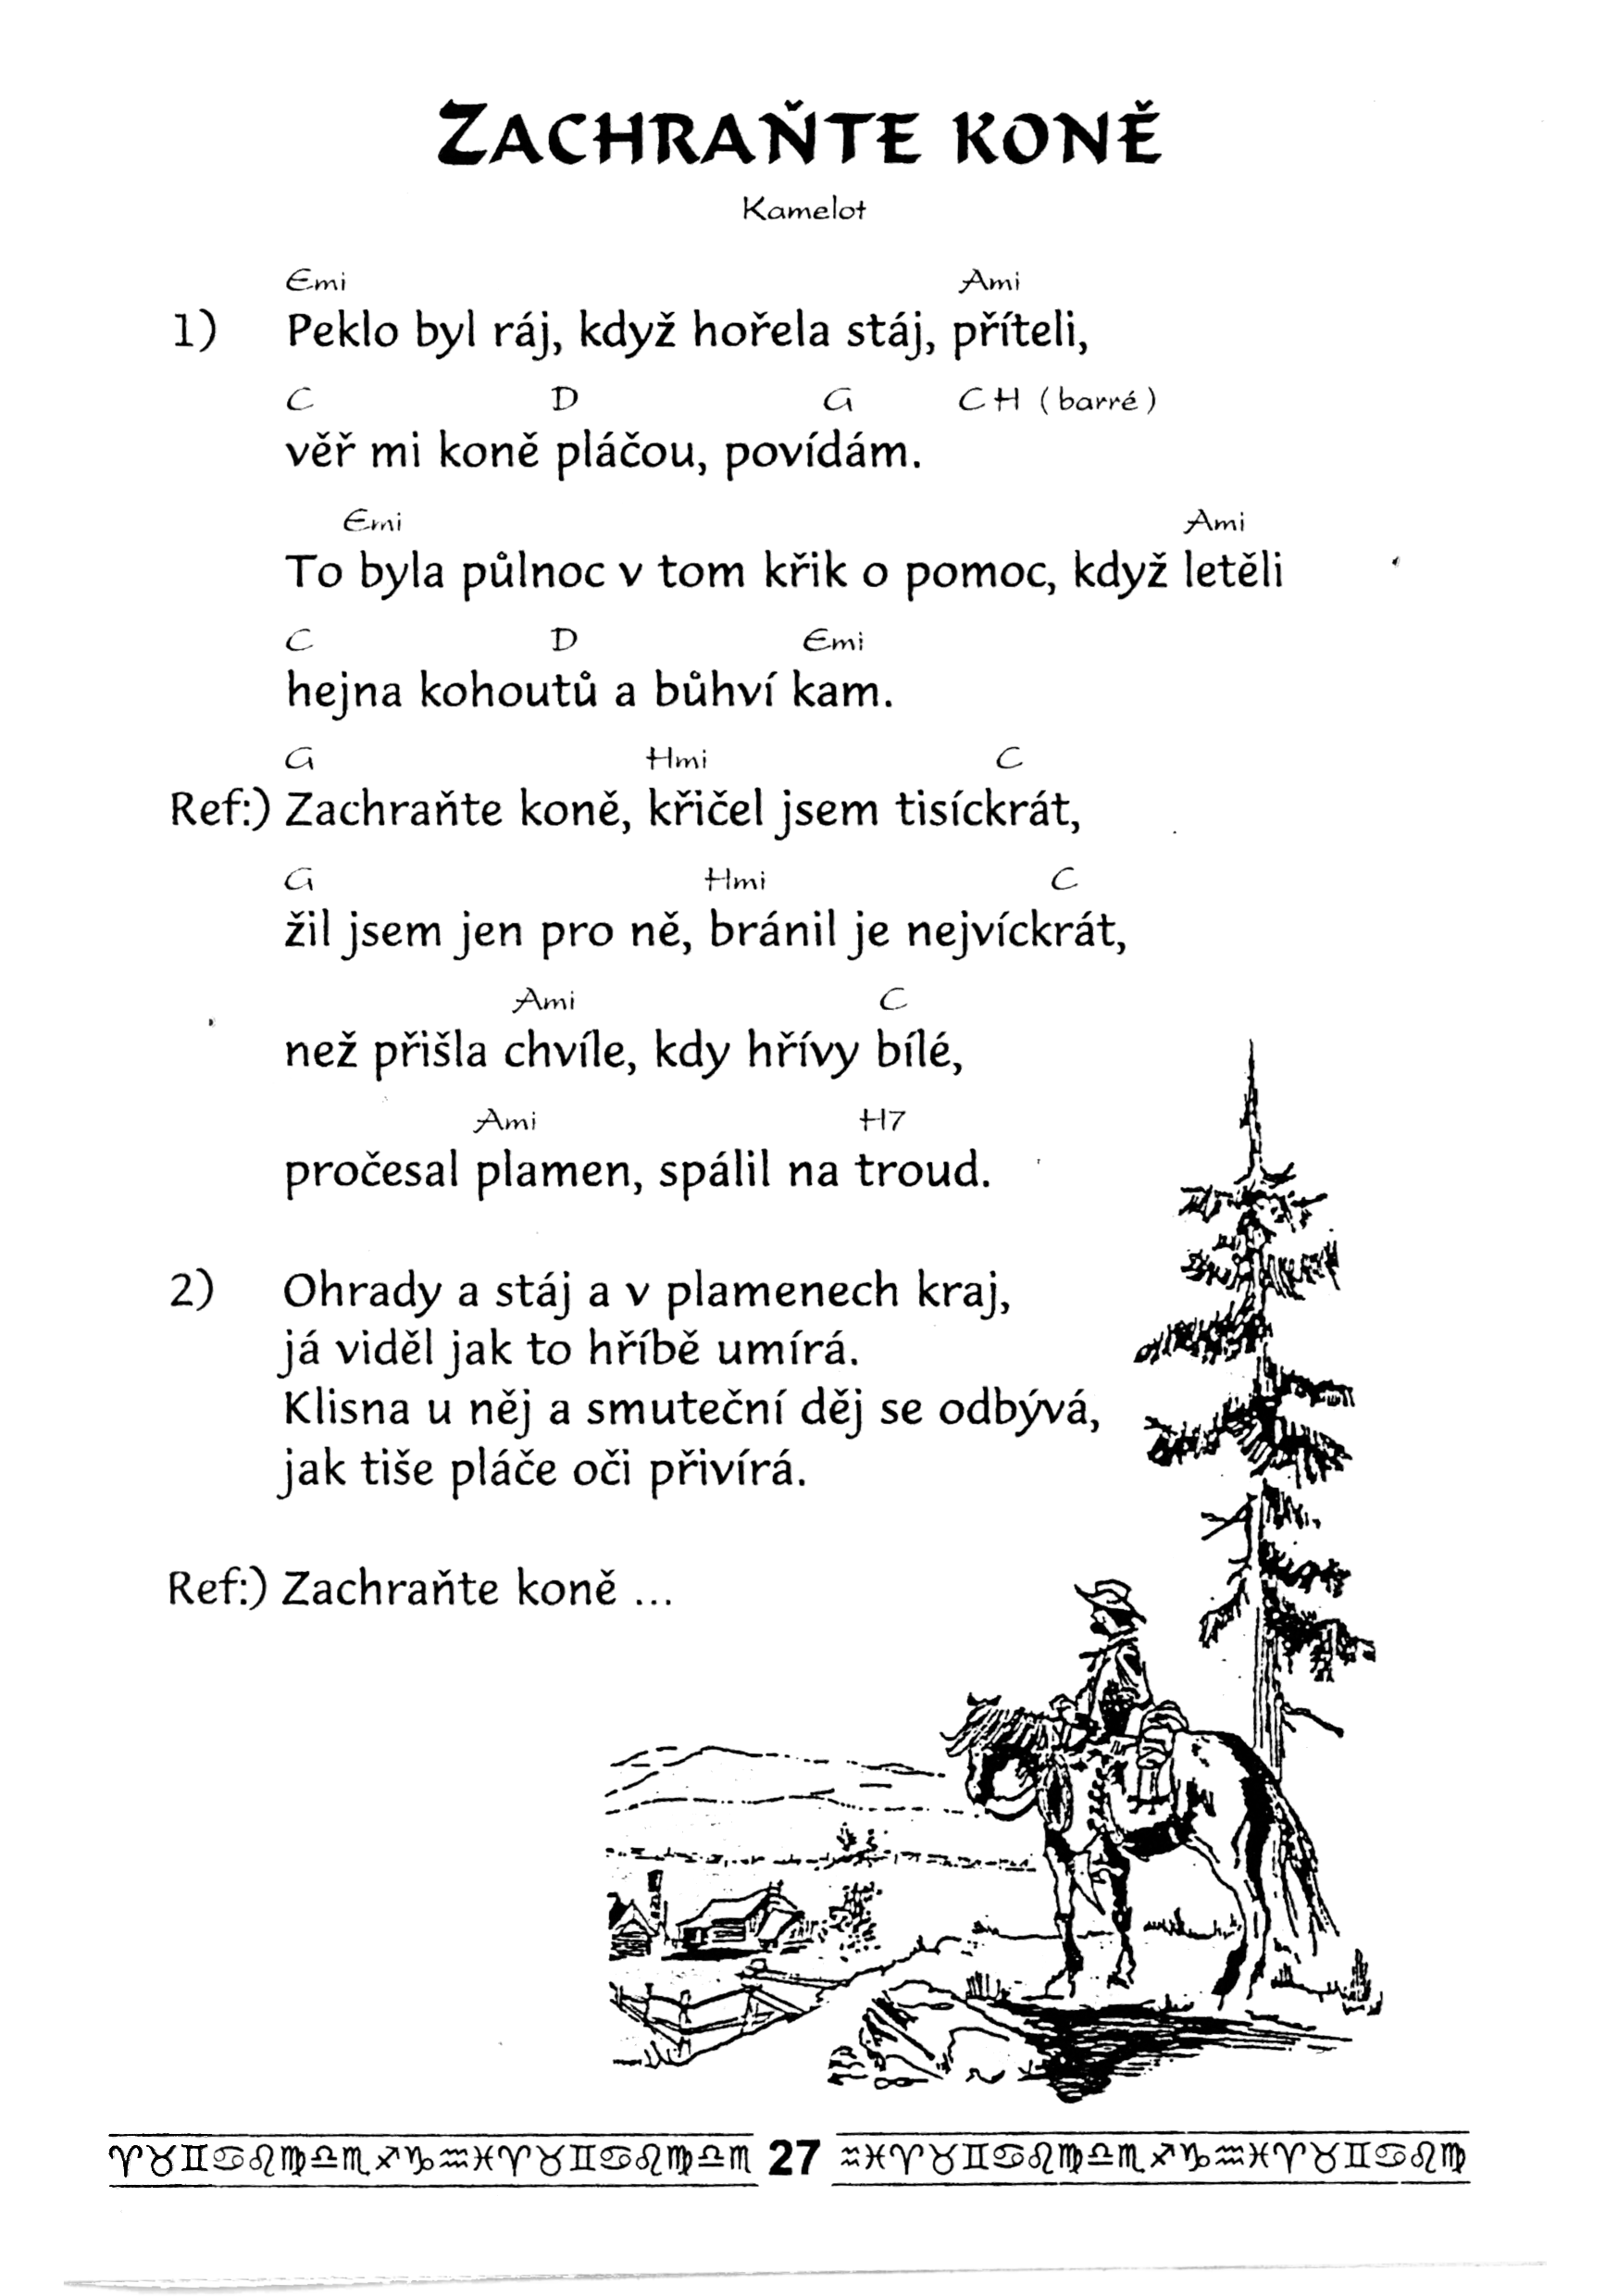 ZACHRAŇTE KONĚ
Kamelot
Emi Ami
1) Peklo byl ráj, když hořela stáj, příteli,
C D G C H (barré)
věř mi koně pláčou, povídám.
Emi Ami
To byla půlnoc v tom křik o pomoc, když letěli
C D Emi
hejna kohoutů a bůhví kam.
G Hmi C
Ref:) Zachraňte koně, křičel jsem tisíckrát,
G Hmi C
žil jsem jen pro ně, bránil je nejvíckrát,
Ami C
než přišla chvíle, kdy hřívy bílé,
Ami H7
pročesal plamen, spálil na troud.
2) Ohrady a stáj a v plamenech kraj,
já viděl jak to hříbě umírá.
Klisna u něj a smuteční děj se odbývá,
jak tiše pláče oči přivírá.
Ref:) Zachraňte koně ...
♈♉♊♋♌♍♎♏♐♑♒♓♈♉♊♋♌♍♎♏ 27 ♒♓♈♉♊♋♌♍♎♏♐♑♒♓♈♉♊♋♌♍